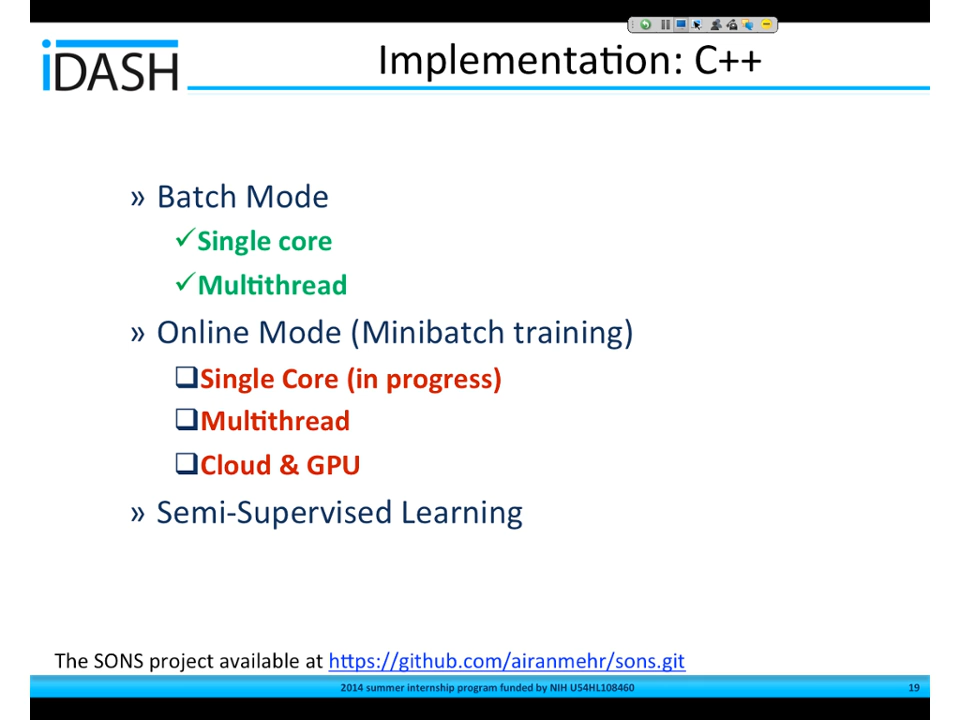 iDASH
Implementation: C++
» Batch Mode
✓Single core
✓Multithread
» Online Mode (Minibatch training)
❑Single Core (in progress)
❑Multithread
❑Cloud & GPU
» Semi-Supervised Learning
The SONS project available at https://github.com/airanmehr/sons.git
2014 summer internship program funded by NIH U54HL108460
19